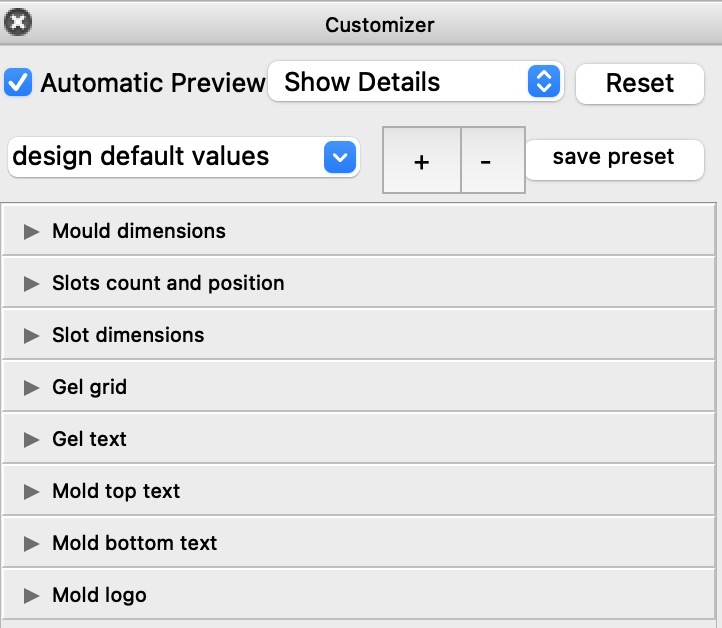 Customizer
Automatic Preview Show Details Reset
design default values + - save preset
Mould dimensions
Slots count and position
Slot dimensions
Gel grid
Gel text
Mold top text
Mold bottom text
Mold logo